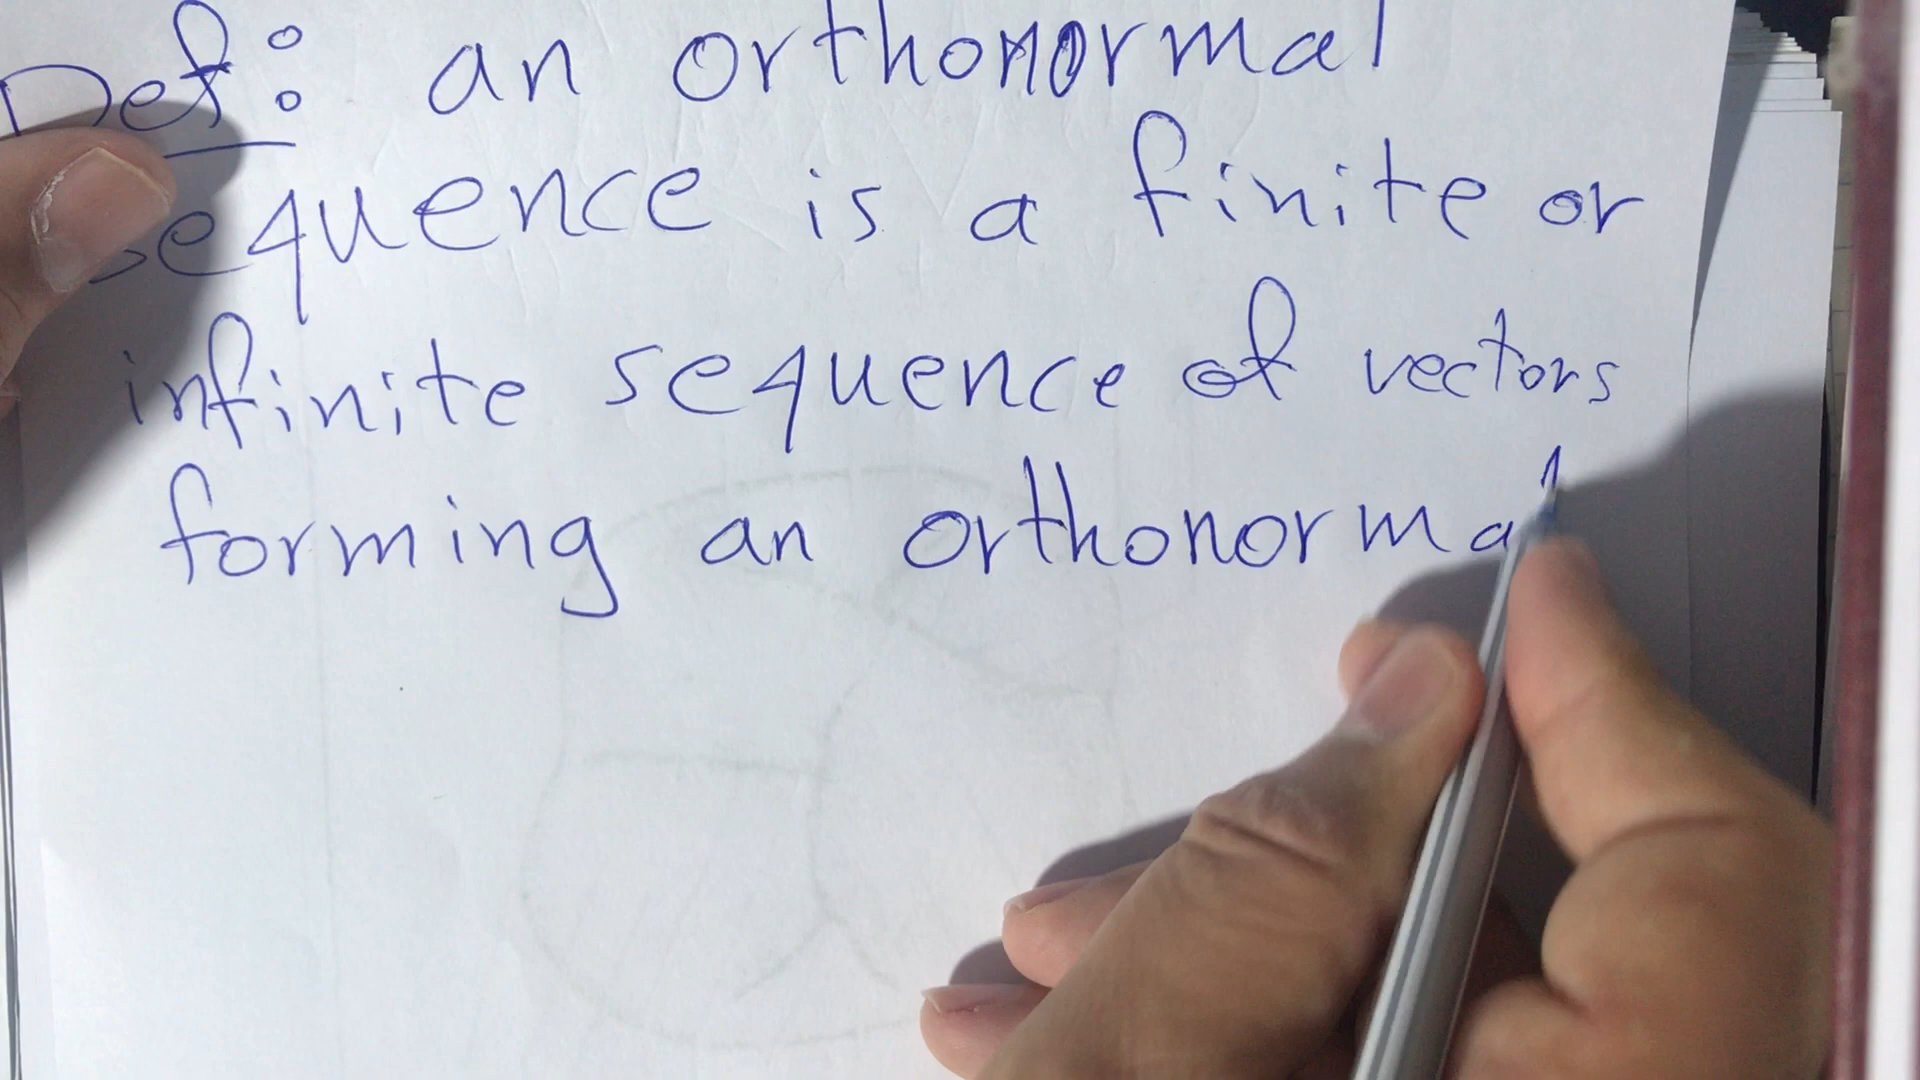 Def: an orthonormal
sequence is a finite or
infinite sequence of vectors
forming an orthonormal